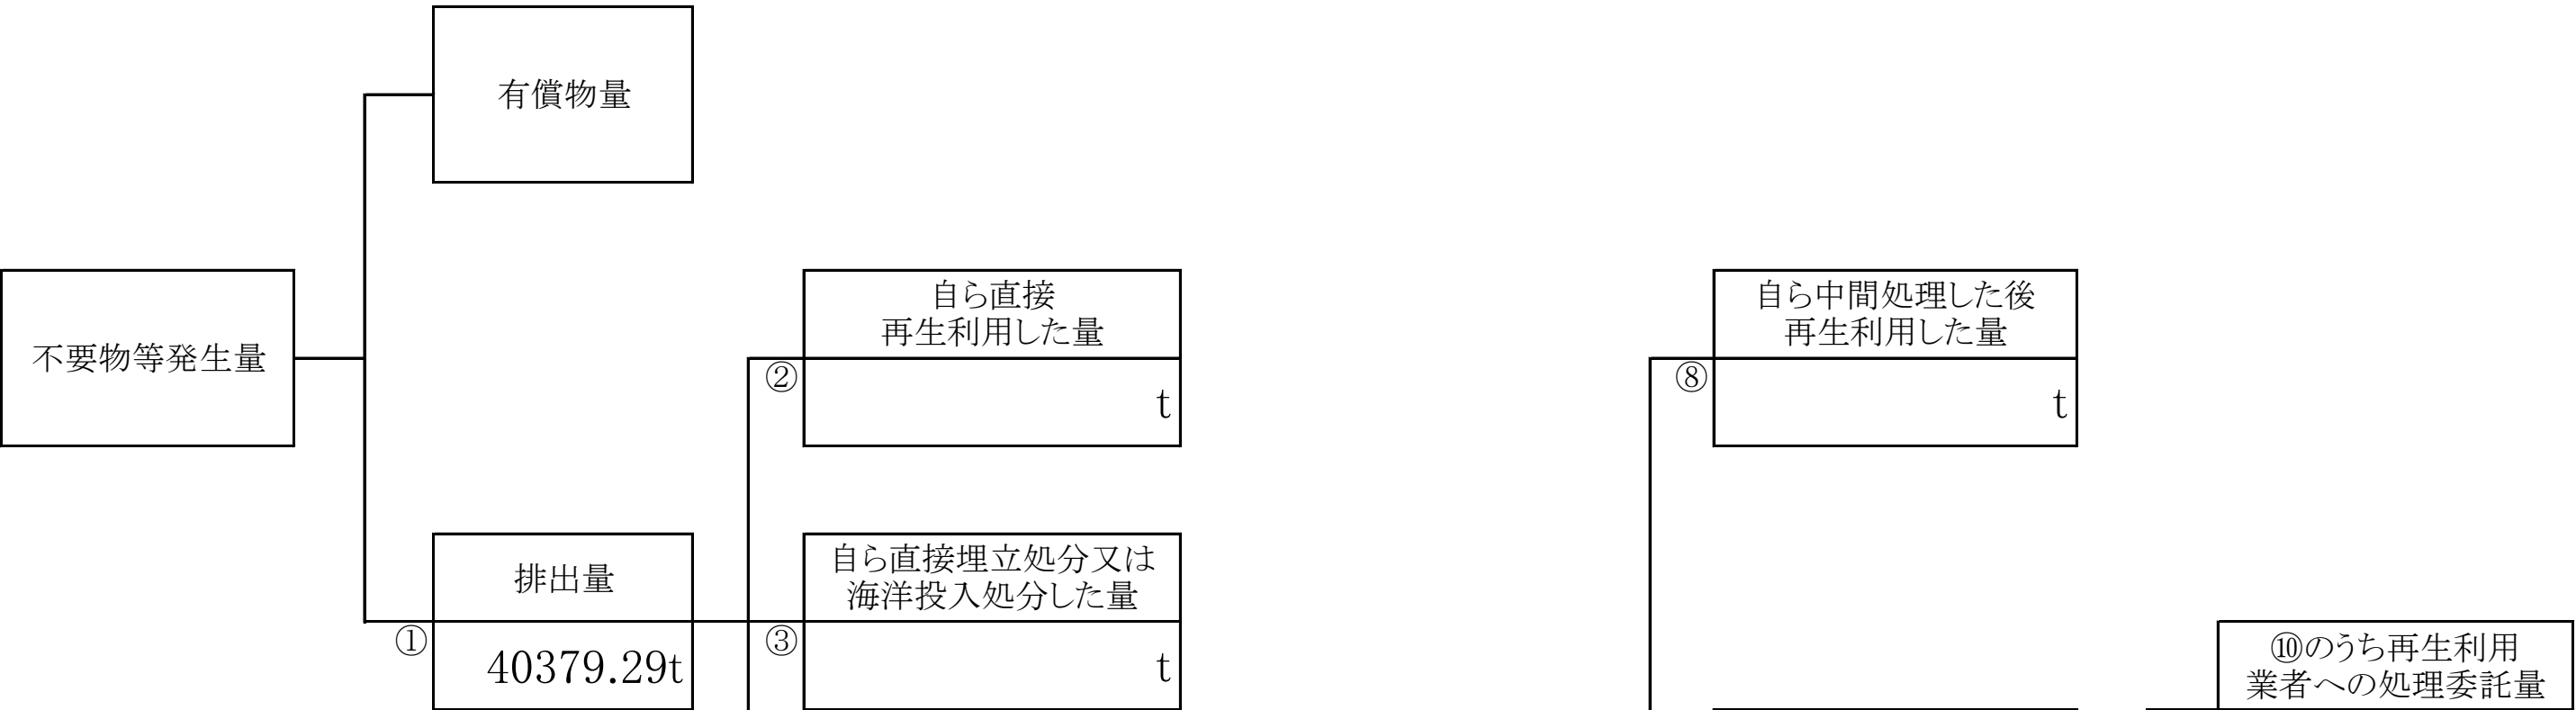 有償物量
不要物等発生量
自ら直接
再生利用した量
②
t
自ら中間処理した後
再生利用した量
⑧
t
排出量
①
40379.29t
自ら直接埋立処分又は
海洋投入処分した量
③
t
⑩のうち再生利用
業者への処理委託量